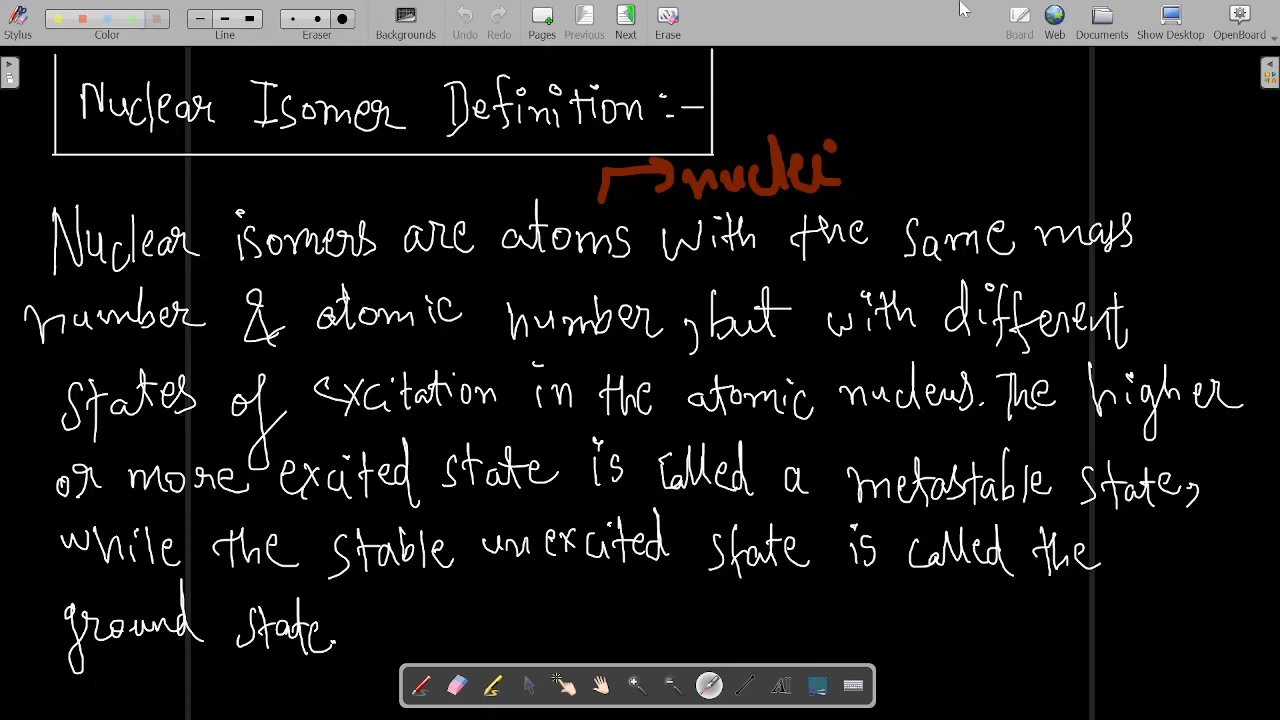 Stylus Color Line Eraser Backgrounds Undo Redo Pages Previous Next Erase Board Web Documents Show Desktop OpenBoard
Nuclear Isomer Definition :-
nuclei
Nuclear isomers are atoms with the same mass
number & atomic number, but with different
states of excitation in the atomic nucleus. The higher
or more excited state is called a metastable state,
while the stable unexcited state is called the
ground state.